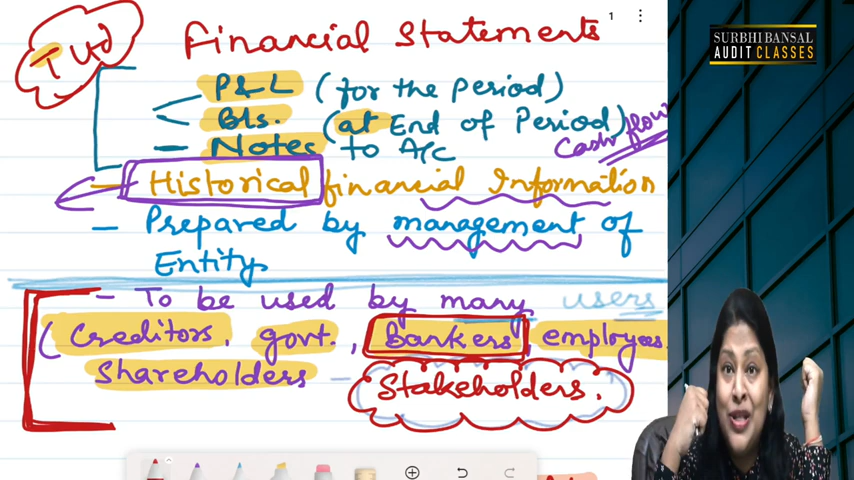 Financial Statements
P&L (for the Period)
Bls. (at End of Period)
Cash flow
Notes to A/C
Historical financial Information
Prepared by management of
Entity
To be used by many users
(Creditors, govt., bankers, employees
Shareholders
Stakeholders.
1
SURBHI BANSAL
AUDIT CLASSES